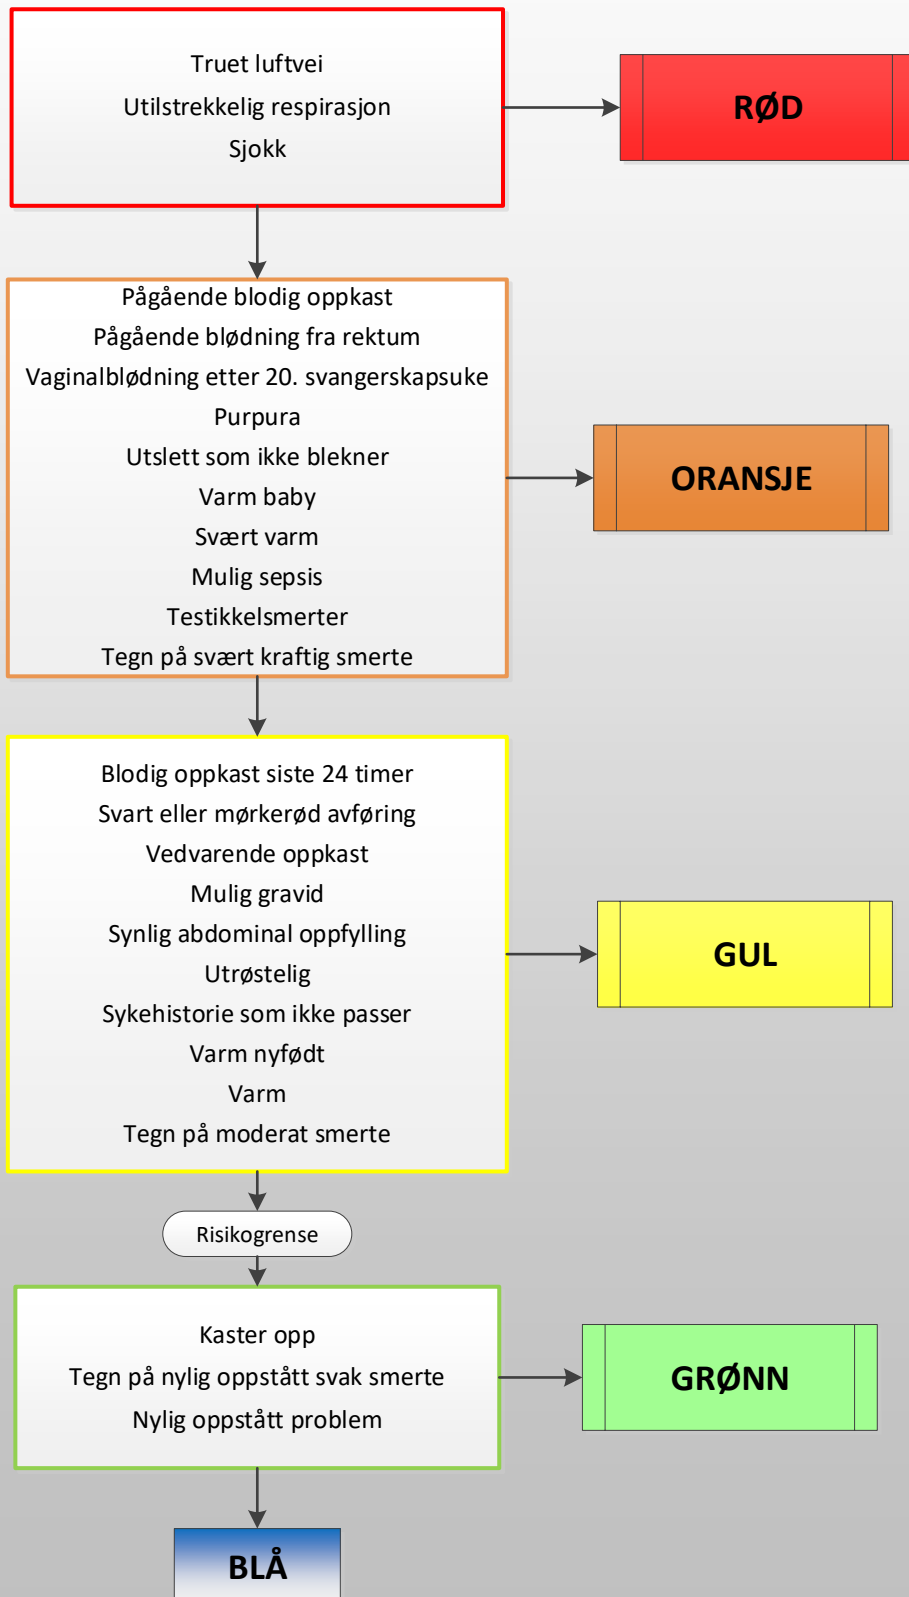 Truet luftvei
Utilstrekkelig respirasjon
Sjokk
RØD
Pågående blodig oppkast
Pågående blødning fra rektum
Vaginalblødning etter 20. svangerskapsuke
Purpura
Utslett som ikke blekner
Varm baby
Svært varm
Mulig sepsis
Testikkelsmerter
Tegn på svært kraftig smerte
ORANSJE
Blodig oppkast siste 24 timer
Svart eller mørkerød avføring
Vedvarende oppkast
Mulig gravid
Synlig abdominal oppfylling
Utrøstelig
Sykehistorie som ikke passer
Varm nyfødt
Varm
Tegn på moderat smerte
GUL
Risikogrense
Kaster opp
Tegn på nylig oppstått svak smerte
Nylig oppstått problem
GRØNN
BLÅ